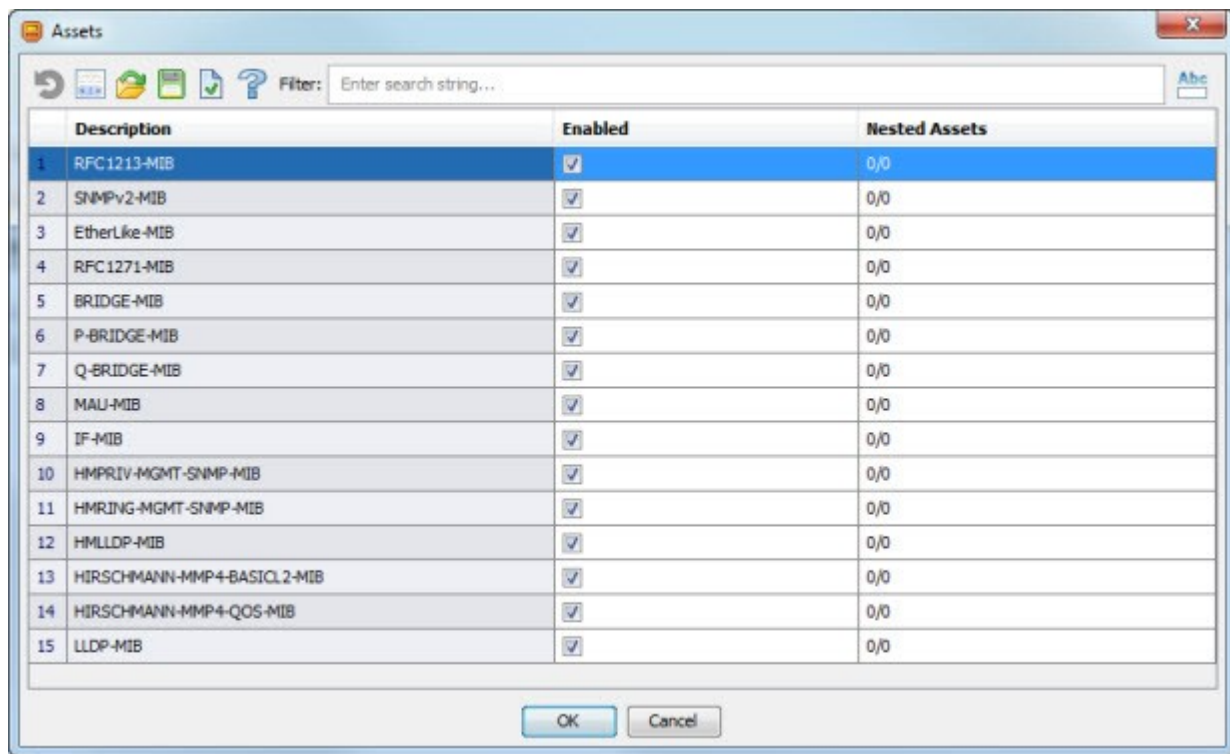 Assets
Filter: Enter search string... Abc
Description Enabled Nested Assets
1 RFC1213-MIB 0/0
2 SNMPv2-MIB 0/0
3 EtherLike-MIB 0/0
4 RFC1271-MIB 0/0
5 BRIDGE-MIB 0/0
6 P-BRIDGE-MIB 0/0
7 Q-BRIDGE-MIB 0/0
8 MAU-MIB 0/0
9 IF-MIB 0/0
10 HMPRIV-MGMT-SNMP-MIB 0/0
11 HMRING-MGMT-SNMP-MIB 0/0
12 HMLLDP-MIB 0/0
13 HIRSCHMANN-MMP4-BASICL2-MIB 0/0
14 HIRSCHMANN-MMP4-QOS-MIB 0/0
15 LLDP-MIB 0/0
OK Cancel